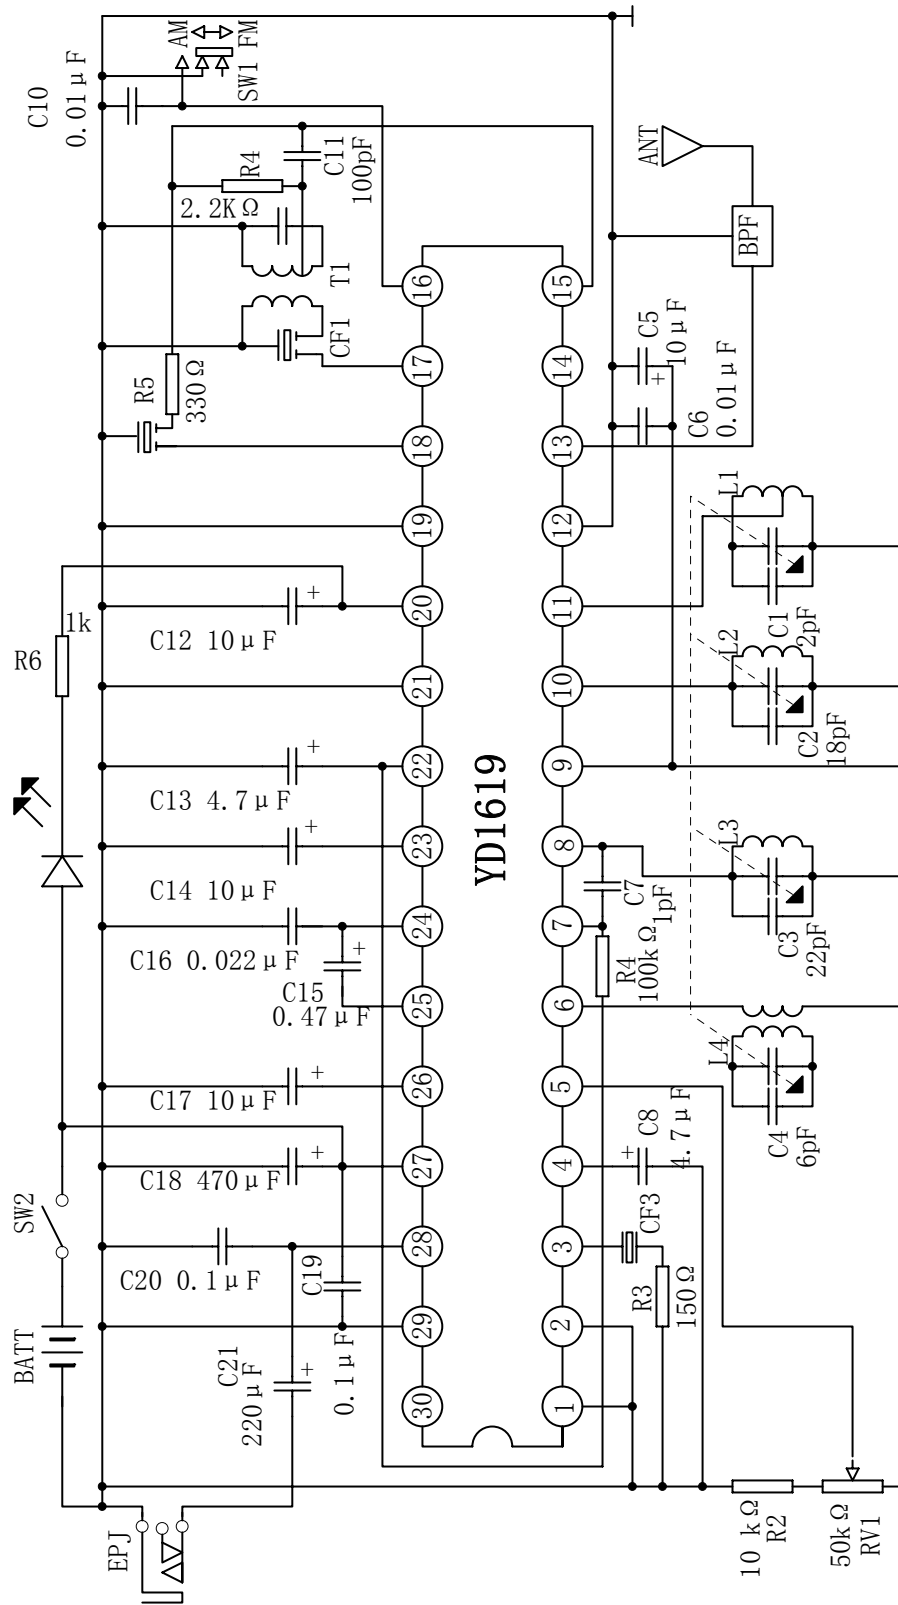 EPJ
BATT
SW2
R6
1k
R5
330Ω
CF1
T1
R4
2.2KΩ
C11
100pF
C10
0.01μF
AM
FM
SW1
C21
220μF
C19
0.1μF
C20 0.1μF
C18 470μF
C17 10μF
C15
0.47μF
C16 0.022μF
C14 10μF
C13 4.7μF
C12 10μF
30
29
28
27
26
25
24
23
22
21
20
19
18
17
16
YD1619
1
2
3
4
5
6
7
8
9
10
11
12
13
14
15
R3
150Ω
CF3
C8
4.7μF
R4
100kΩ
C7
1pF
C6
0.01μF
C5
10μF
ANT
BPF
10 kΩ
R2
50kΩ
RV1
L4
C4
6pF
L3
C3
22pF
L2
C2
18pF
L1
C1
2pF